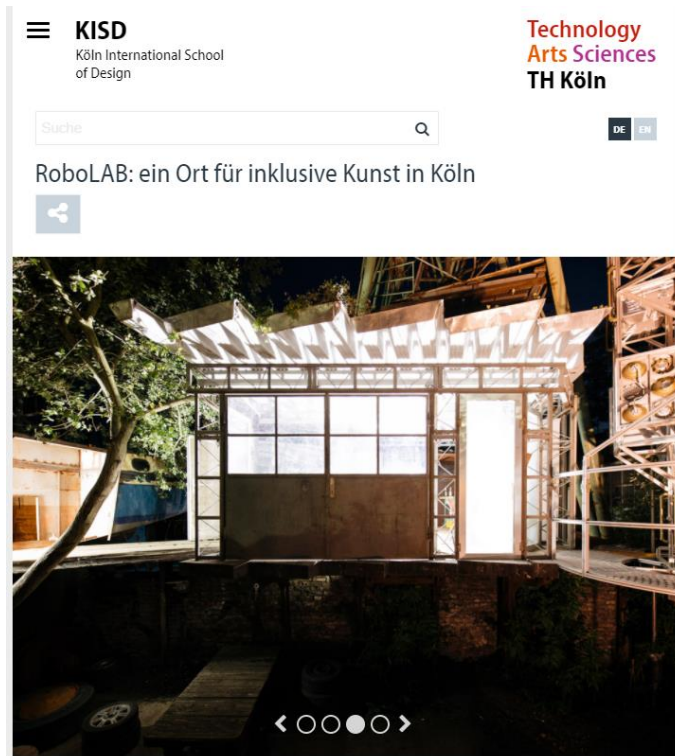 KISD
Köln International School
of Design
Technology
Arts Sciences
TH Köln
Suche
DE EN
RoboLAB: ein Ort für inklusive Kunst in Köln